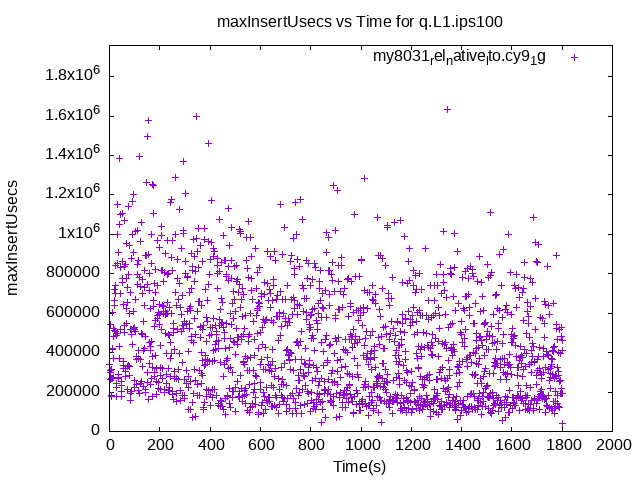 maxInsertUsecs vs Time for q.L1.ips100
my8031relnativelto.cy91g
1.8x10^6
1.6x10^6
1.4x10^6
1.2x10^6
1x10^6
800000
600000
400000
200000
0
maxInsertUsecs
0 200 400 600 800 1000 1200 1400 1600 1800 2000
Time(s)